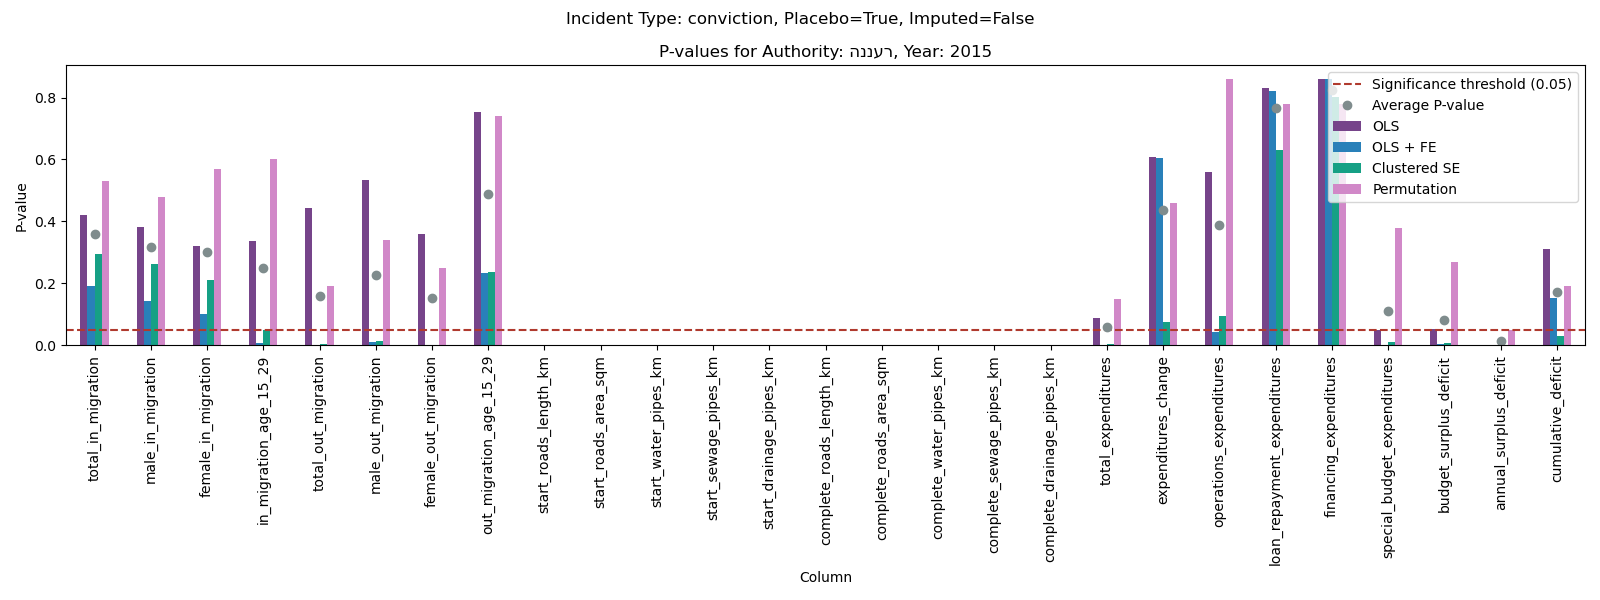 Incident Type: conviction, Placebo=True, Imputed=False
P-values for Authority: הננער, Year: 2015
Significance threshold (0.05)
Average P-value
OLS
OLS + FE
Clustered SE
Permutation
P-value
0.8
0.6
0.4
0.2
0.0
total_in_migration
male_in_migration
female_in_migration
in_migration_age_15_29
total_out_migration
male_out_migration
female_out_migration
out_migration_age_15_29
start_roads_length_km
start_roads_area_sqm
start_water_pipes_km
start_sewage_pipes_km
start_drainage_pipes_km
complete_roads_length_km
complete_roads_area_sqm
complete_water_pipes_km
complete_sewage_pipes_km
complete_drainage_pipes_km
total_expenditures
expenditures_change
operations_expenditures
loan_repayment_expenditures
financing_expenditures
special_budget_expenditures
budget_surplus_deficit
annual_surplus_deficit
cumulative_deficit
Column